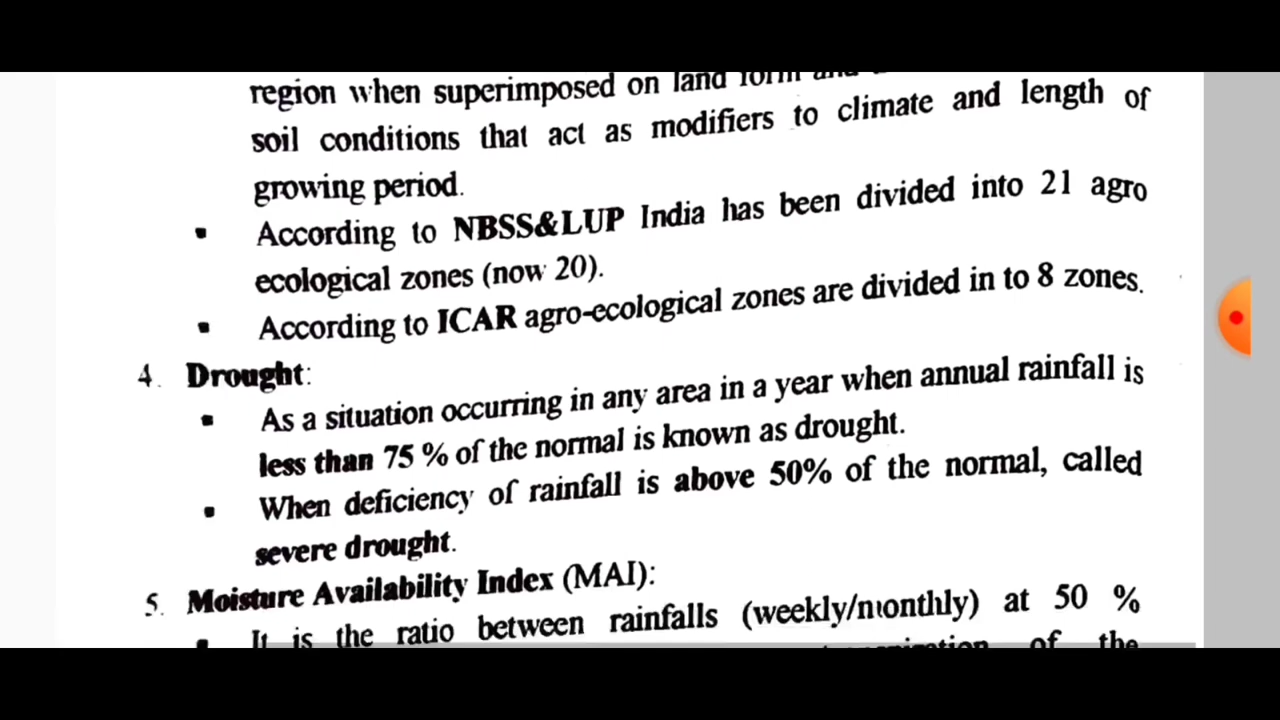 region when superimposed on land form and
soil conditions that act as modifiers to climate and length of
growing period.
▪ According to NBSS&LUP India has been divided into 21 agro
ecological zones (now 20).
▪ According to ICAR agro-ecological zones are divided in to 8 zones.
4. Drought:
▪ As a situation occurring in any area in a year when annual rainfall is
less than 75 % of the normal is known as drought.
▪ When deficiency of rainfall is above 50% of the normal, called
severe drought.
5. Moisture Availability Index (MAI):
▪ It is the ratio between rainfalls (weekly/monthly) at 50 %
of the